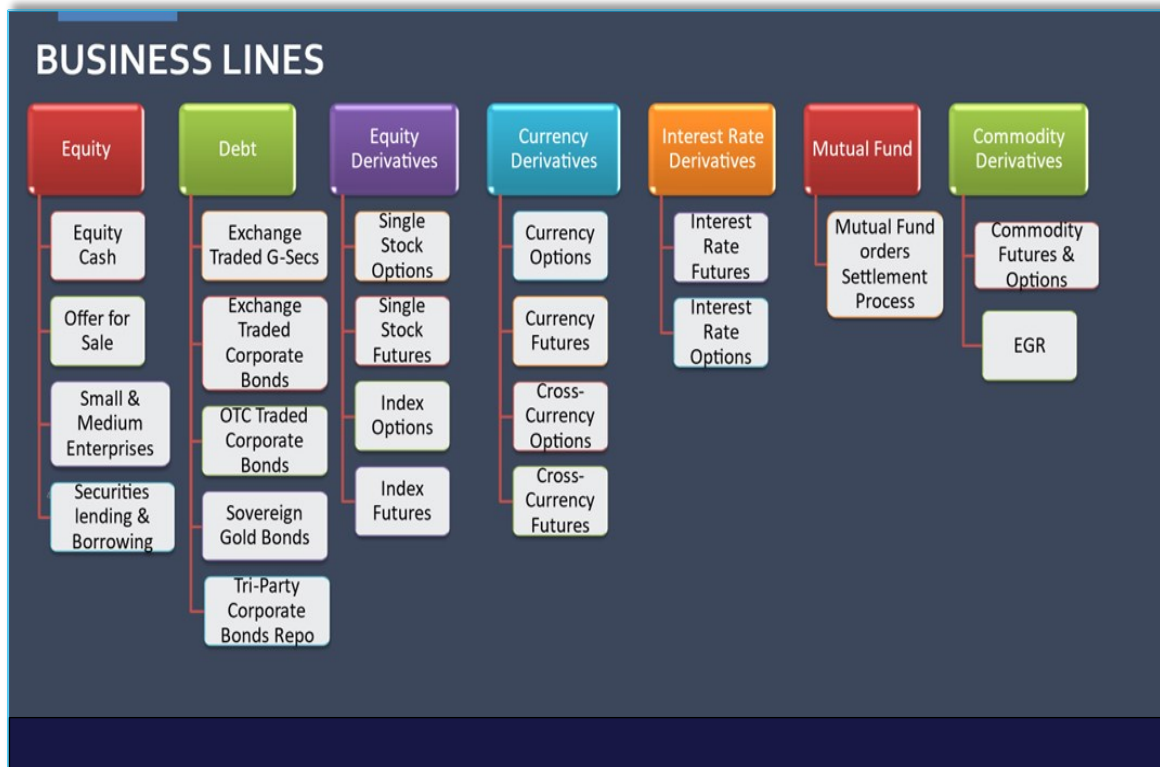 BUSINESS LINES
Equity
Equity
Cash
Offer for
Sale
Small &
Medium
Enterprises
Securities
lending &
Borrowing
Debt
Exchange
Traded G-Secs
Exchange
Traded
Corporate
Bonds
OTC Traded
Corporate
Bonds
Sovereign
Gold Bonds
Tri-Party
Corporate
Bonds Repo
Equity
Derivatives
Single
Stock
Options
Single
Stock
Futures
Index
Options
Index
Futures
Currency
Derivatives
Currency
Options
Currency
Futures
Cross-
Currency
Options
Cross-
Currency
Futures
Interest Rate
Derivatives
Interest
Rate
Futures
Interest
Rate
Options
Mutual Fund
Mutual Fund
orders
Settlement
Process
Commodity
Derivatives
Commodity
Futures &
Options
EGR